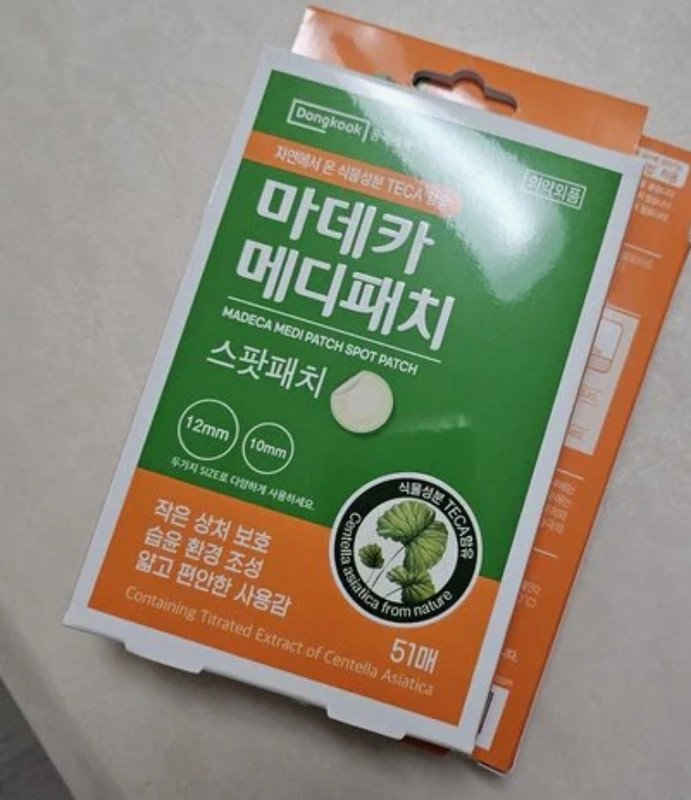 Dongkook
의약외품
자연에서 온 식물성분 TECA 함유
마데카
메디패치
MADECA MEDI PATCH SPOT PATCH
스팟패치
12mm
10mm
두가지 SIZE로 다양하게 사용하세요.
식물성분 TECA함유
Centella asiatica from nature
작은 상처 보호
습윤 환경 조성
얇고 편안한 사용감
51매
Containing Titrated Extract of Centella Asiatica